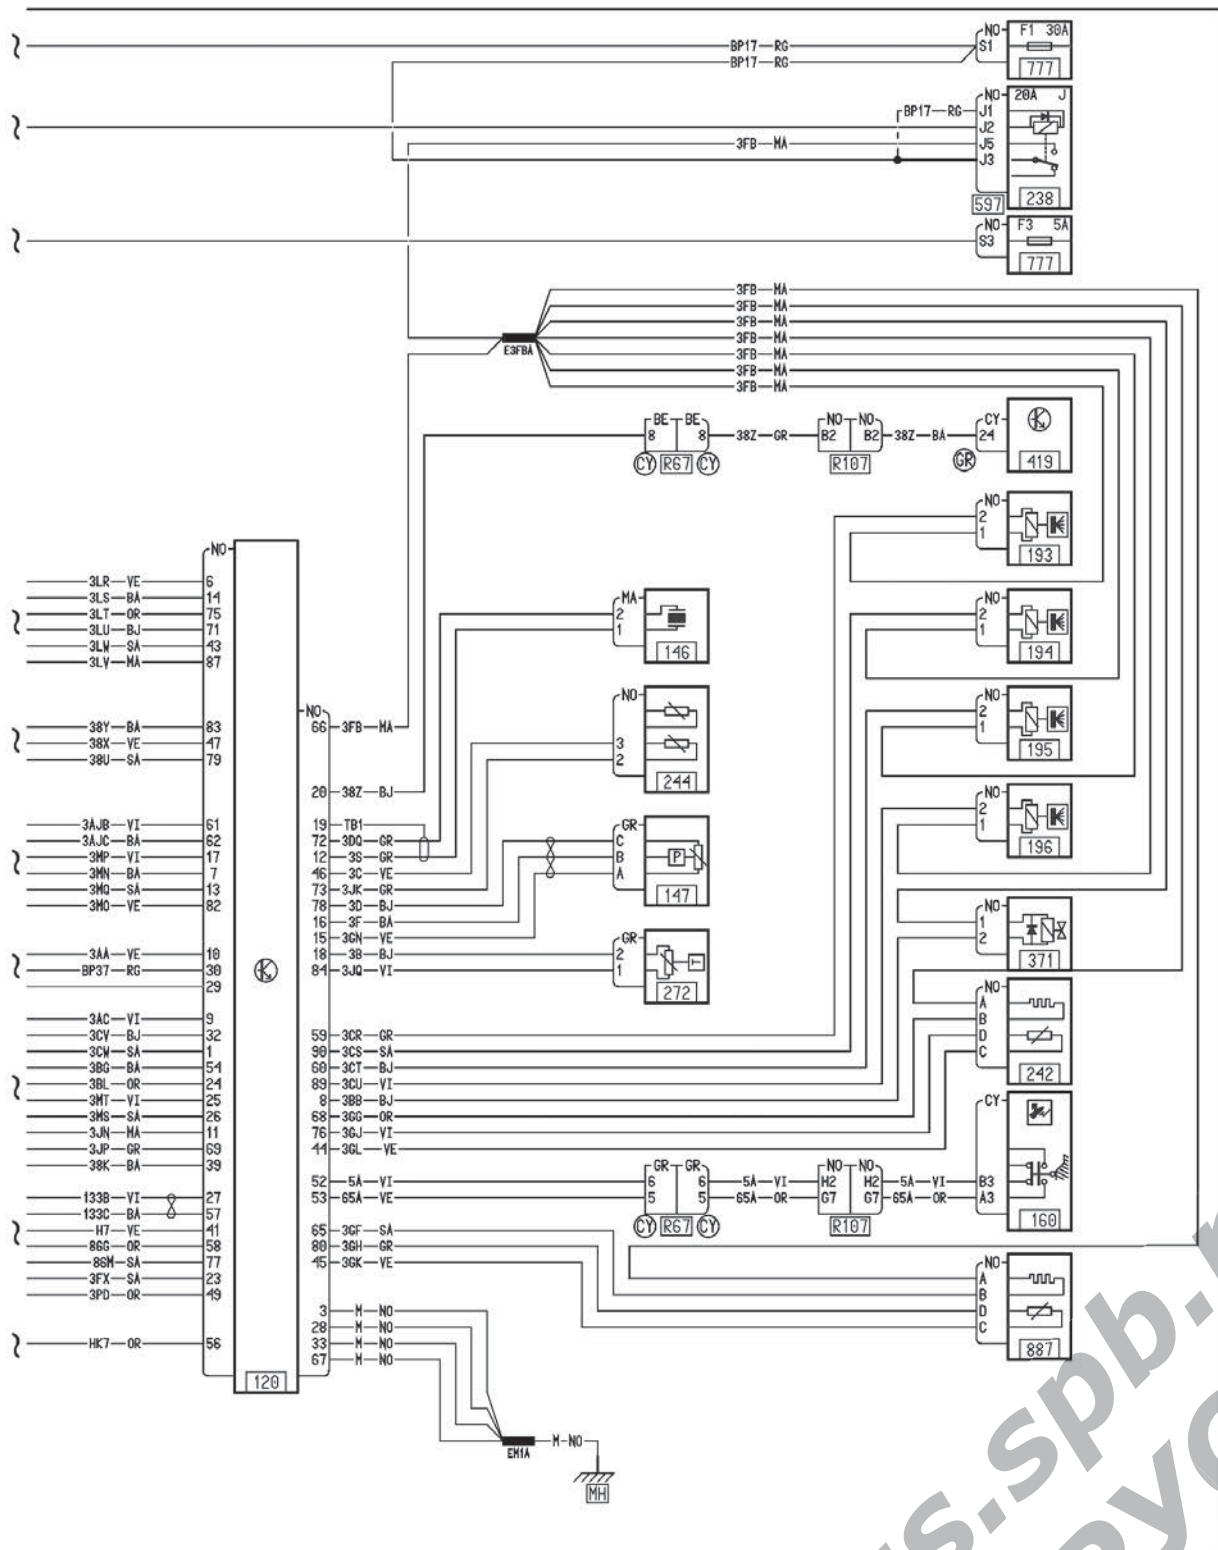 NO F1 30A
BP17 RG S1
BP17 RG 777
NO 20A J
BP17 RG J1
J2
3FB MA J5
J3
597 238
NO F3 5A
S3
777
3FB MA
3FB MA
3FB MA
3FB MA
3FB MA
3FB MA
3FB MA
E3FBA
BE BE NO NO CY
8 8 38Z GR B2 B2 38Z BA 24
CY R67 CY R107 GR 419
NO
2
1
193
NO
3LR VE 6
3LS BA 14
3LT OR 75
3LU BJ 71
3LW SA 43
3LV MA 87
MA
2
1
146
NO
2
1
194
NO
38Y BA 83
38X VE 47
38U SA 79
NO
66 3FB MA
20 38Z BJ
NO
3
2
244
NO
2
1
195
3AJB VI 61
3AJC BA 62
3MP VI 17
3MN BA 7
3MQ SA 13
3MO VE 82
19 TB1
72 3DQ GR
12 3S GR
46 3C VE
73 3JK GR
78 3D BJ
16 3F BA
15 3GN VE
18 3B BJ
84 3JQ VI
GR
C
B P
A
147
GR
2
1 T
272
NO
2
1
196
NO
1
2
371
3AA VE 10
BP37 RG 30
29
3AC VI 9
3CV BJ 32
3CW SA 1
3BG BA 54
3BL OR 24
3MT VI 25
3MS SA 26
3JN MA 11
3JP GR 69
38K BA 39
59 3CR GR
90 3CS SA
60 3CT BJ
89 3CU VI
8 3BB BJ
68 3GG OR
76 3GJ VI
44 3GL VE
NO
A
B
D
C
242
CY
GR GR NO NO
52 5A VI 6 6 5A VI H2 H2 5A VI B3
53 65A VE 5 5 65A OR G7 G7 65A OR A3
CY R67 CY R107 160
133B VI 27
133C BA 57
H7 VE 41
86G OR 58
86M SA 77
3FX SA 23
3PD OR 49
HK7 OR 56
65 3GF SA
80 3GH GR
45 3GK VE
NO
A
B
D
C
887
3 M NO
28 M NO
33 M NO
67 M NO
120
EM1A M NO
MH